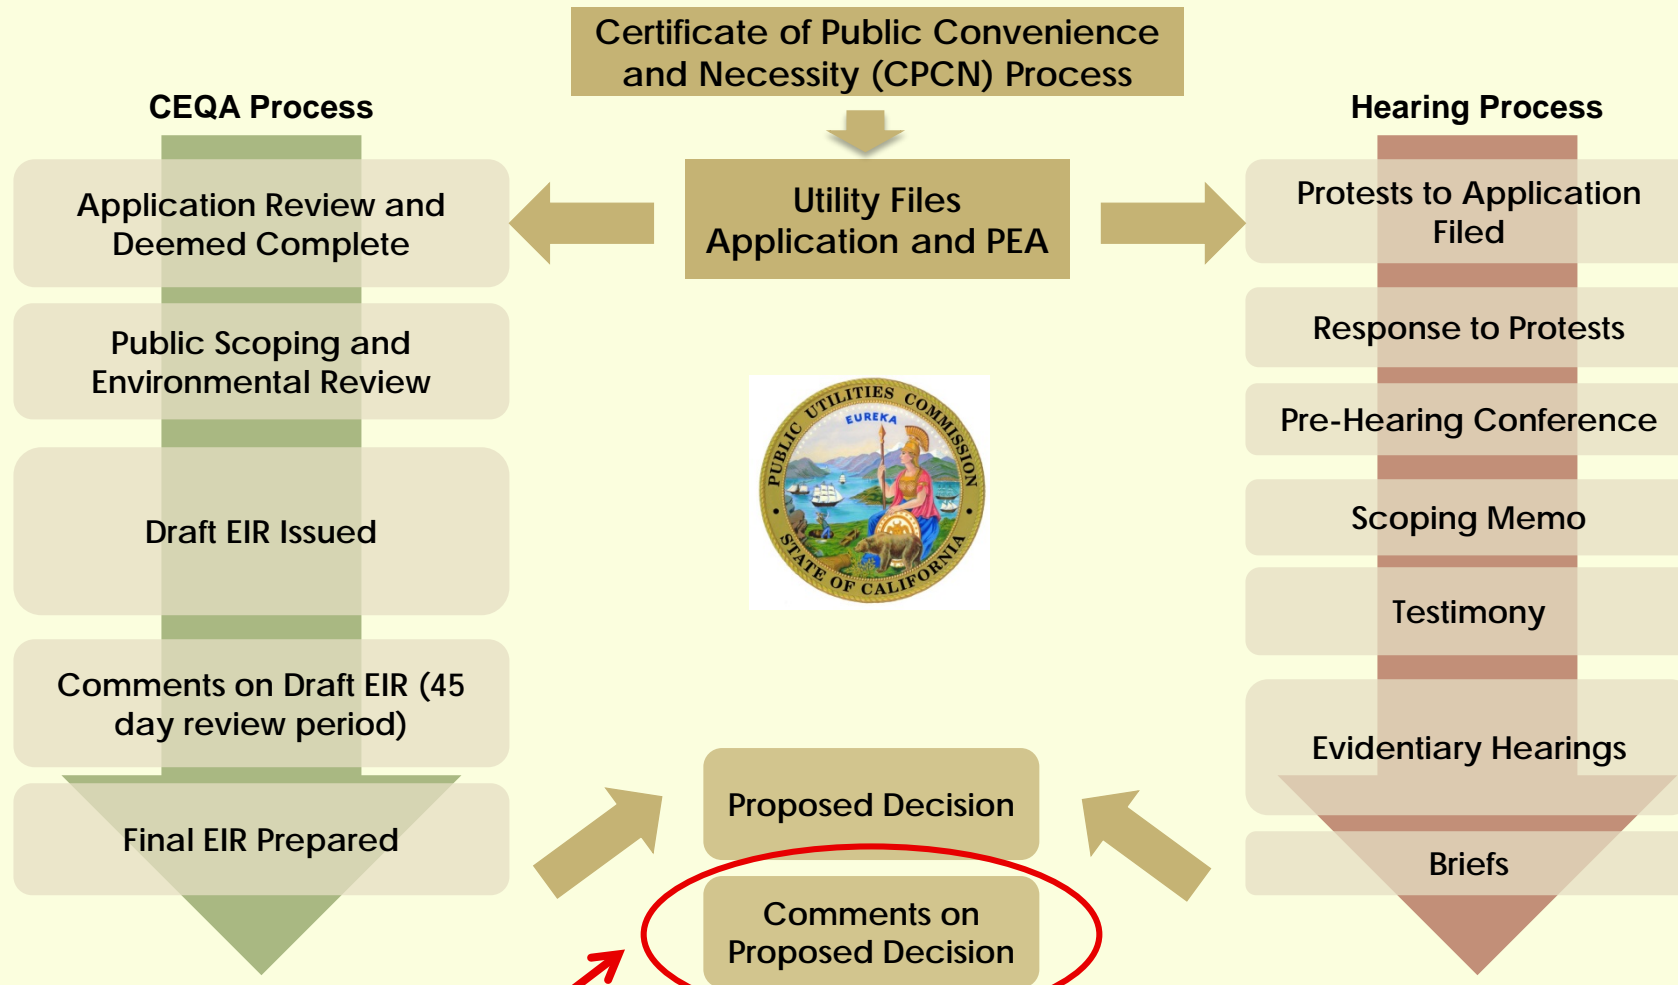 Certificate of Public Convenience
and Necessity (CPCN) Process
CEQA Process
Hearing Process
Utility Files
Application and PEA
Application Review and
Deemed Complete
Public Scoping and
Environmental Review
Draft EIR Issued
Comments on Draft EIR (45
day review period)
Final EIR Prepared
Protests to Application
Filed
Response to Protests
Pre-Hearing Conference
Scoping Memo
Testimony
Evidentiary Hearings
Briefs
PUBLIC UTILITIES COMMISSION
EUREKA
STATE OF CALIFORNIA
Proposed Decision
Comments on
Proposed Decision